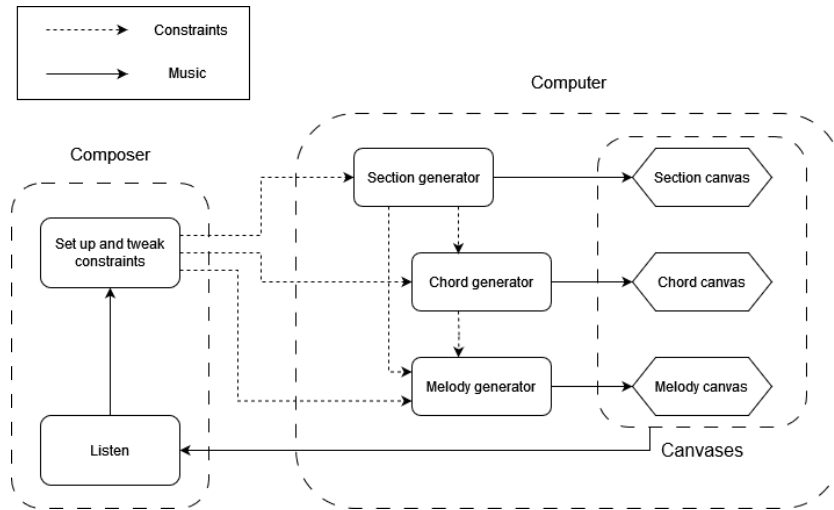 Constraints
Music
Computer
Composer
Section generator
Section canvas
Set up and tweak
constraints
Chord generator
Chord canvas
Melody generator
Melody canvas
Listen
Canvases